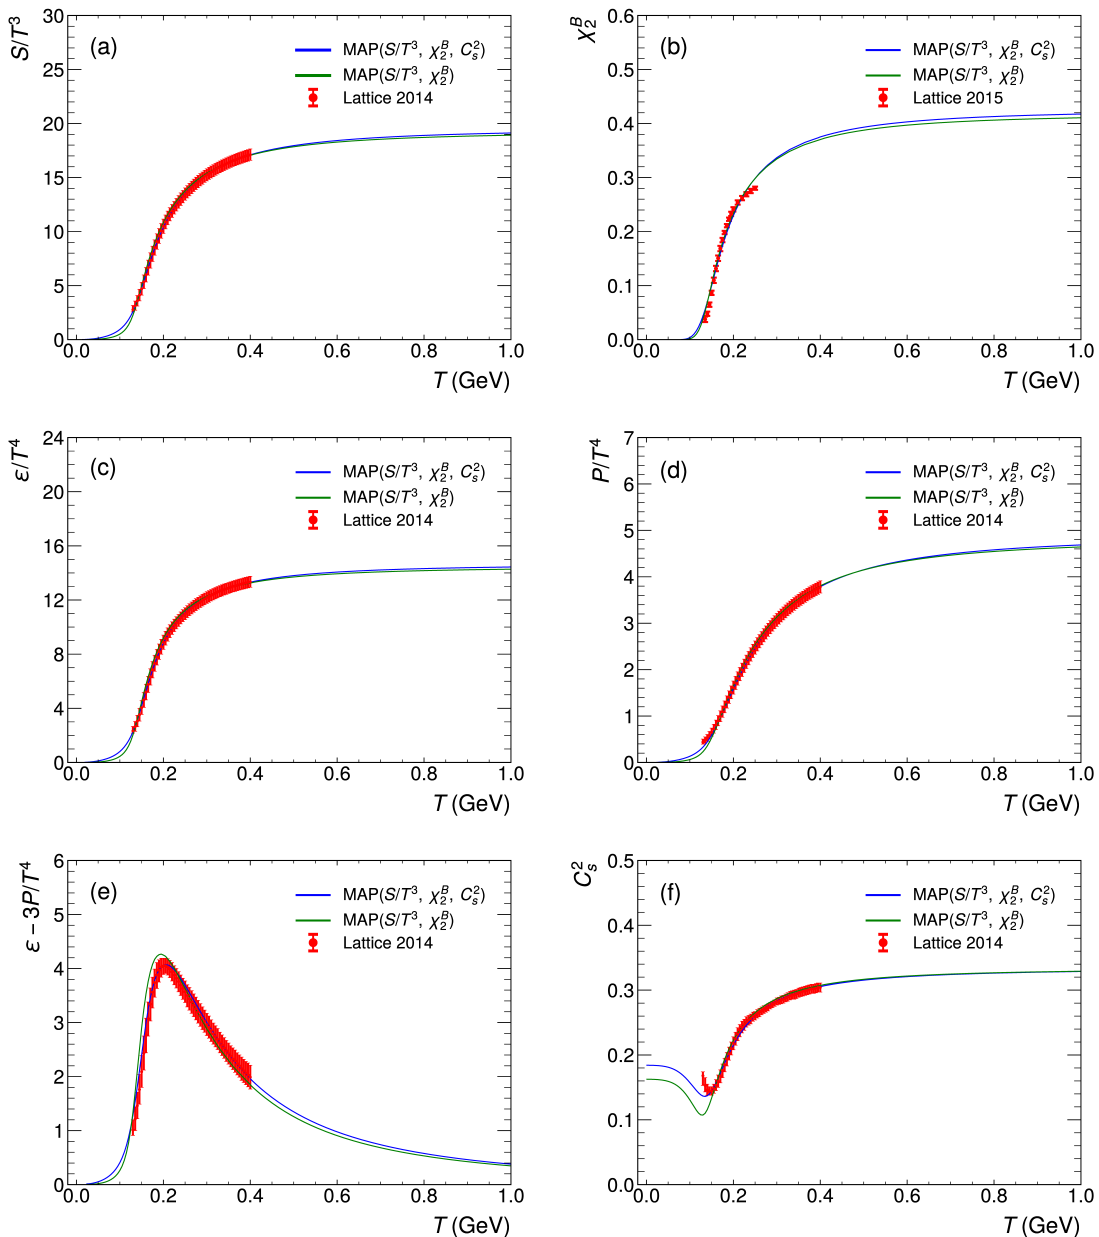 (a)
S/T³
MAP(S/T³, χ₂ᴮ, Cₛ²)
MAP(S/T³, χ₂ᴮ)
Lattice 2014
30
25
20
15
10
5
0
0.0 0.2 0.4 0.6 0.8 1.0
T (GeV)
(b)
χ₂ᴮ
MAP(S/T³, χ₂ᴮ, Cₛ²)
MAP(S/T³, χ₂ᴮ)
Lattice 2015
0.6
0.5
0.4
0.3
0.2
0.1
0.0
0.0 0.2 0.4 0.6 0.8 1.0
T (GeV)
(c)
ε/T⁴
MAP(S/T³, χ₂ᴮ, Cₛ²)
MAP(S/T³, χ₂ᴮ)
Lattice 2014
24
20
16
12
8
4
0
0.0 0.2 0.4 0.6 0.8 1.0
T (GeV)
(d)
P/T⁴
MAP(S/T³, χ₂ᴮ, Cₛ²)
MAP(S/T³, χ₂ᴮ)
Lattice 2014
7
6
5
4
3
2
1
0
0.0 0.2 0.4 0.6 0.8 1.0
T (GeV)
(e)
ε − 3P/T⁴
MAP(S/T³, χ₂ᴮ, Cₛ²)
MAP(S/T³, χ₂ᴮ)
Lattice 2014
6
5
4
3
2
1
0
0.0 0.2 0.4 0.6 0.8 1.0
T (GeV)
(f)
Cₛ²
MAP(S/T³, χ₂ᴮ, Cₛ²)
MAP(S/T³, χ₂ᴮ)
Lattice 2014
0.5
0.4
0.3
0.2
0.1
0.0
0.0 0.2 0.4 0.6 0.8 1.0
T (GeV)